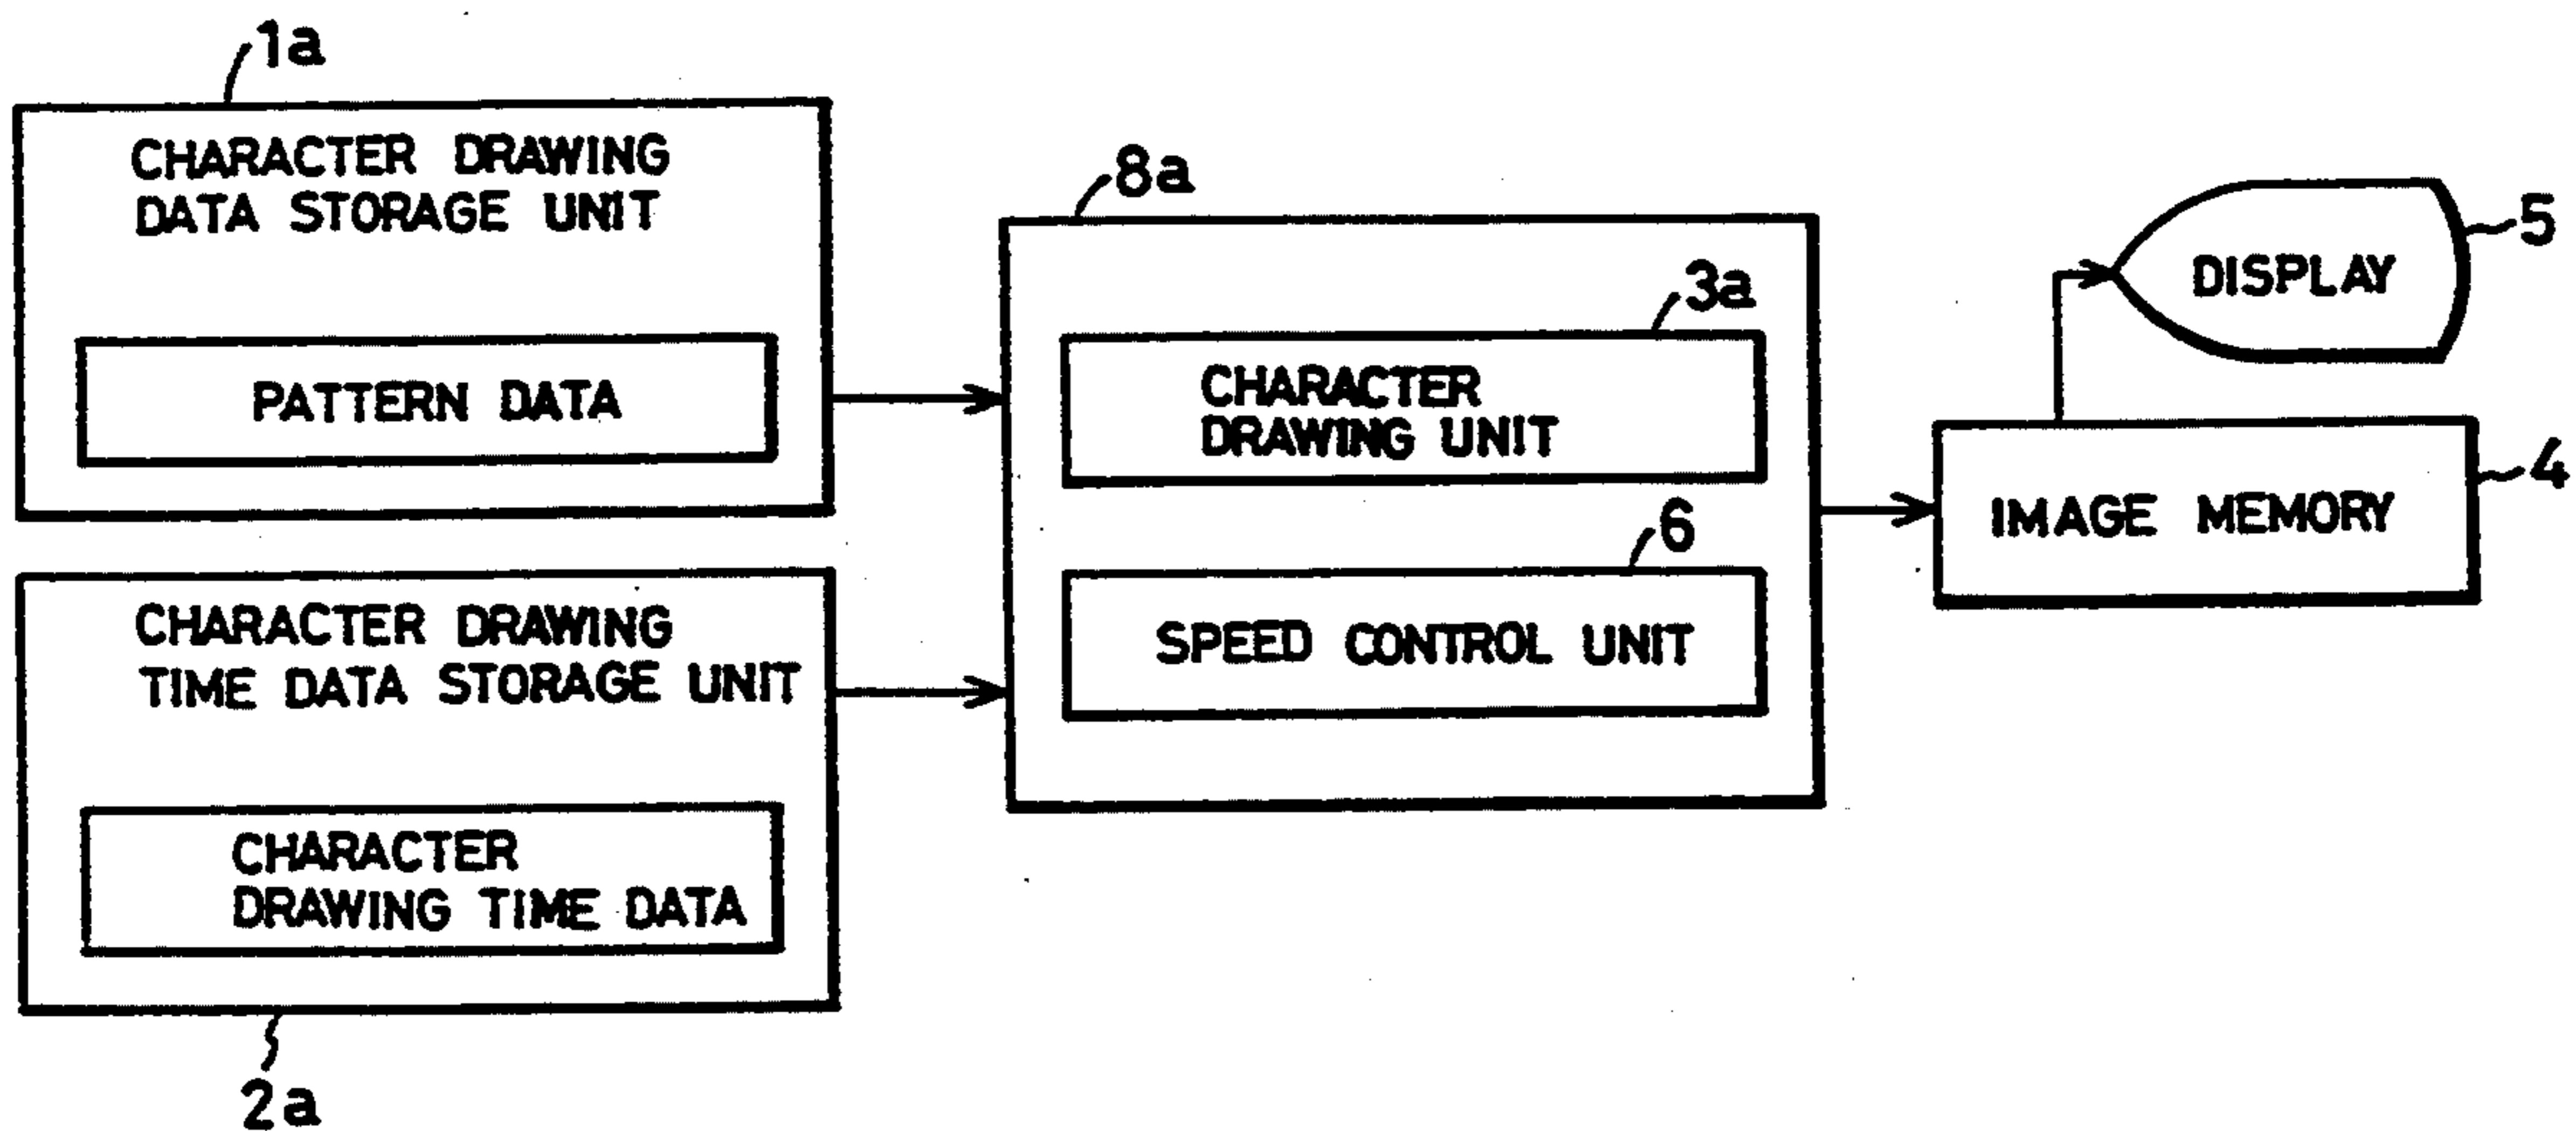 1a
CHARACTER DRAWING
DATA STORAGE UNIT
PATTERN DATA
CHARACTER DRAWING
TIME DATA STORAGE UNIT
CHARACTER
DRAWING TIME DATA
2a
8a
3a
CHARACTER
DRAWING UNIT
6
SPEED CONTROL UNIT
5
DISPLAY
4
IMAGE MEMORY